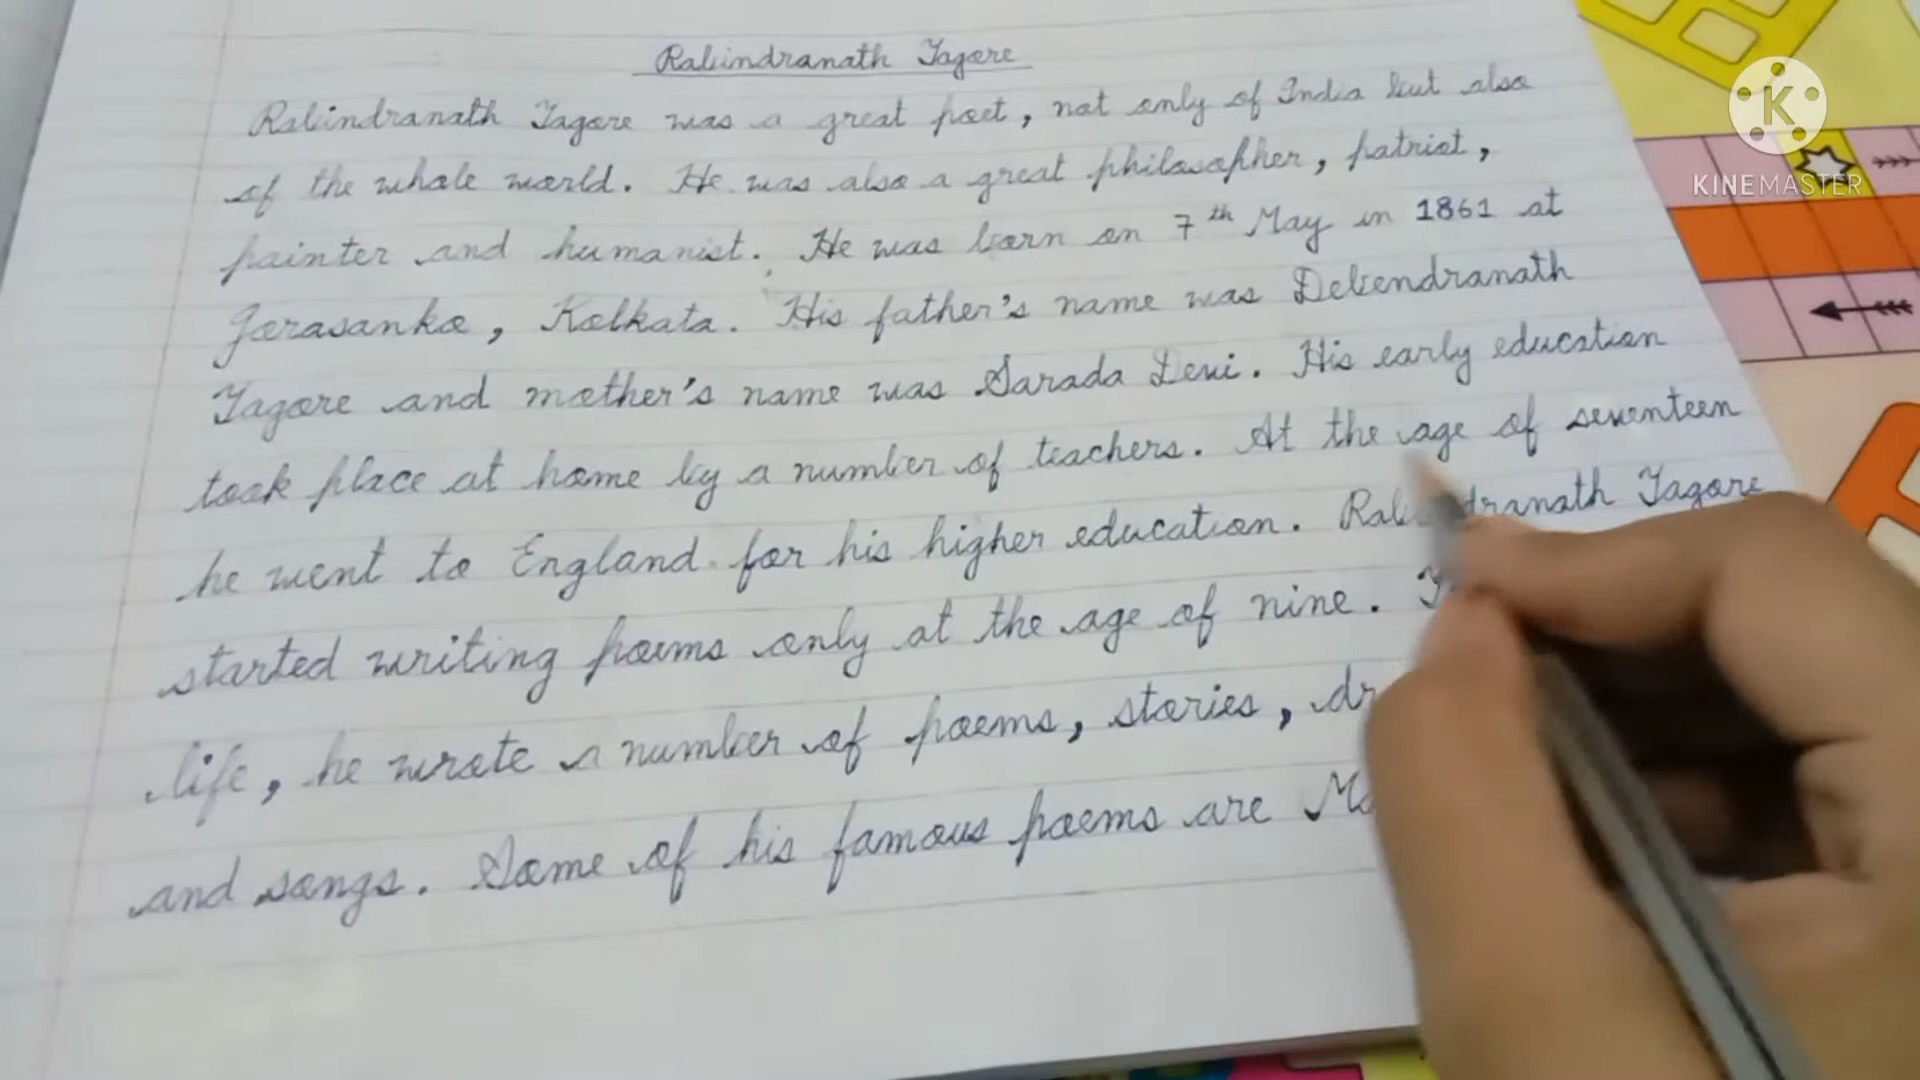 Rabindranath Tagore
Rabindranath Tagore was a great poet, not only of India but also
of the whole world. He was also a great philosopher, patriot,
painter and humanist. He was born on 7th May in 1861 at
Jorasanko, Kolkata. His father's name was Debendranath
Tagore and mother's name was Sarada Devi. His early education
took place at home by a number of teachers. At the age of seventeen
he went to England for his higher education. Rabindranath Tagore
started writing poems only at the age of nine.
life, he wrote a number of poems, stories,
and songs. Some of his famous poems are
K
KINEMASTER